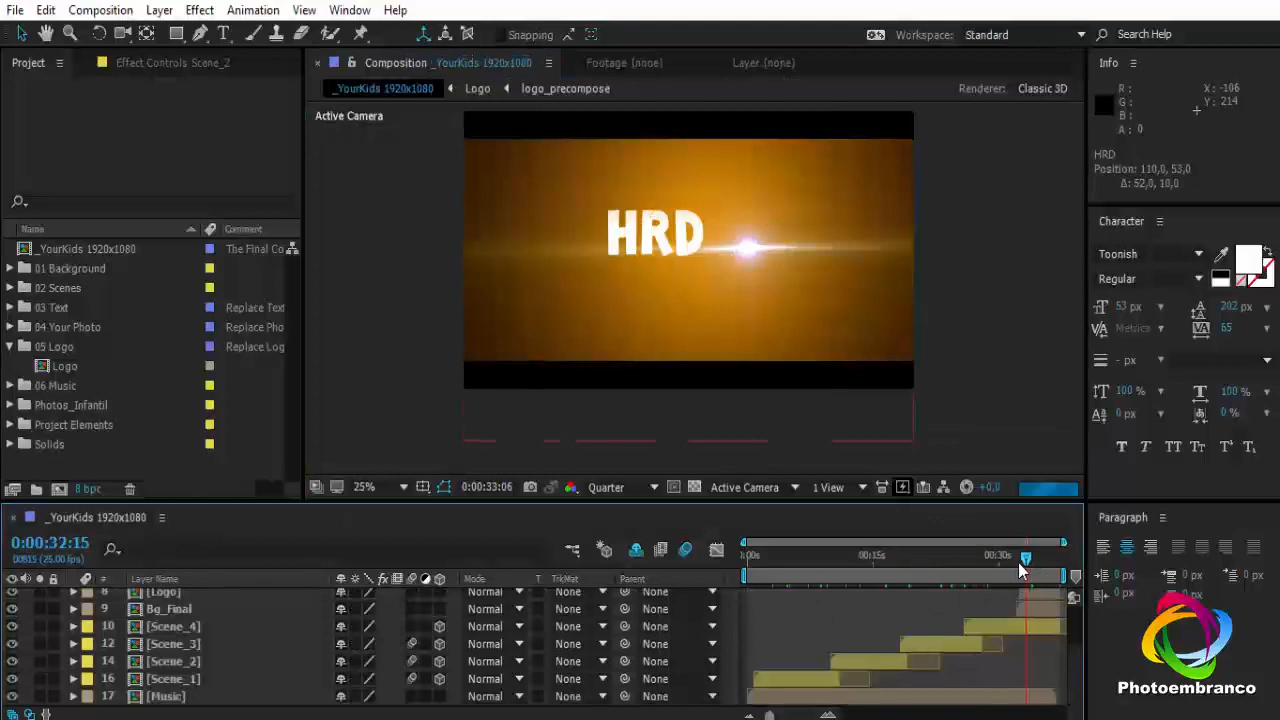 File Edit Composition Layer Effect Animation View Window Help
Snapping Workspace: Standard Search Help
Project Effect Controls Scene_2
Composition _YourKids 1920x1080 Footage (none) Layer (none)
_YourKids 1920x1080 Logo logo_precompose Renderer: Classic 3D
Active Camera
HRD
Name Comment
_YourKids 1920x1080 The Final Co
01 Background
02 Scenes
03 Text Replace Text
04 Your Photo Replace Pho
05 Logo Replace Log
Logo
06 Music
Photos_Infantil
Project Elements
Solids
8 bpc
25% 0:00:33:06 Quarter Active Camera 1 View +0,0
Info
R : X : -106
G : Y : 214
B :
A : 0
HRD
Position: 110,0, 53,0
Δ: 52,0, 10,0
Character
Toonish
Regular
53 px 202 px
Metrics 65
- px
100 % 100 %
0 px 0 %
T T TT Tr T¹ T₁
Paragraph
0 px 0 px 0 px
0 px 0 px
Photoembranco
_YourKids 1920x1080
0:00:32:15
00815 (25.00 fps)
:00s 00:15s 00:30s
# Layer Name Mode T TrkMat Parent
8 [Logo] Normal None None
9 Bg_Final Normal None None
10 [Scene_4] Normal None None
12 [Scene_3] Normal None None
14 [Scene_2] Normal None None
16 [Scene_1] Normal None None
17 [Music] Normal None None